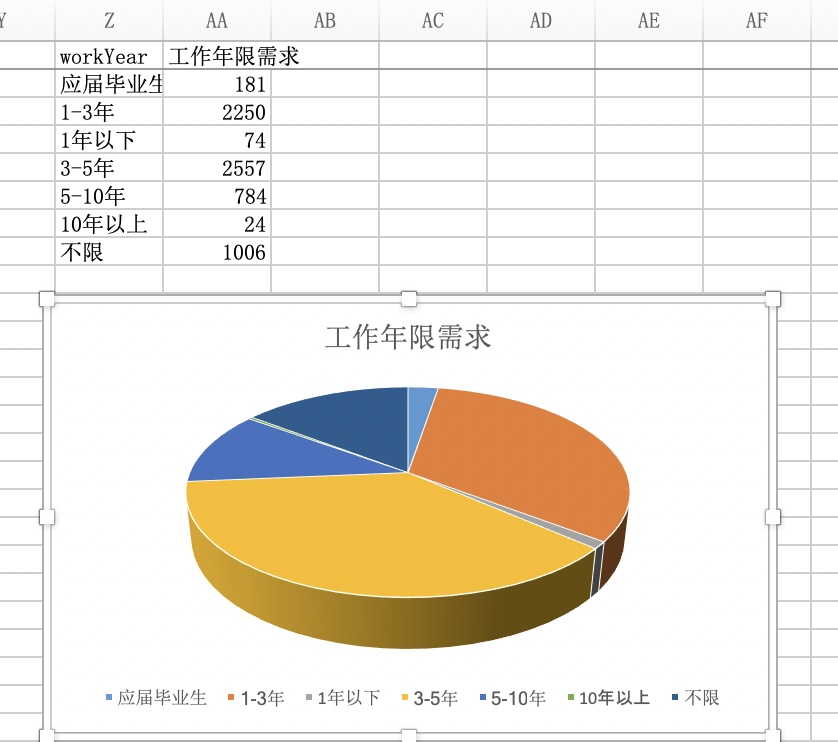 Y Z AA AB AC AD AE AF
workYear 工作年限需求
应届毕业生 181
1-3年 2250
1年以下 74
3-5年 2557
5-10年 784
10年以上 24
不限 1006
工作年限需求
应届毕业生 1-3年 1年以下 3-5年 5-10年 10年以上 不限